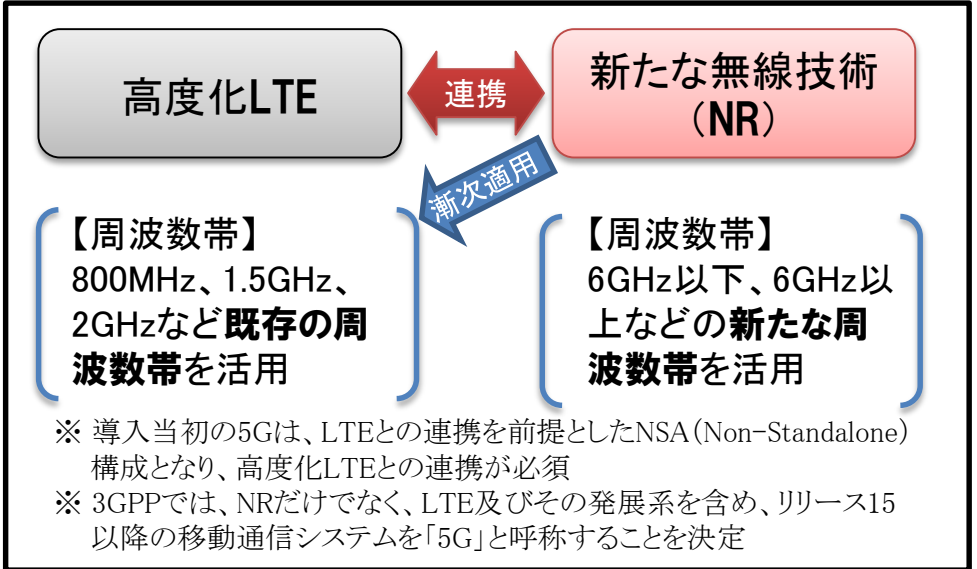 高度化LTE
連携
新たな無線技術
（NR）
漸次適用
【周波数帯】
800MHz、1.5GHz、
2GHzなど既存の周
波数帯を活用
【周波数帯】
6GHz以下、6GHz以
上などの新たな周
波数帯を活用
※ 導入当初の5Gは、LTEとの連携を前提としたNSA（Non-Standalone）
構成となり、高度化LTEとの連携が必須
※ 3GPPでは、NRだけでなく、LTE及びその発展系を含め、リリース15
以降の移動通信システムを「5G」と呼称することを決定